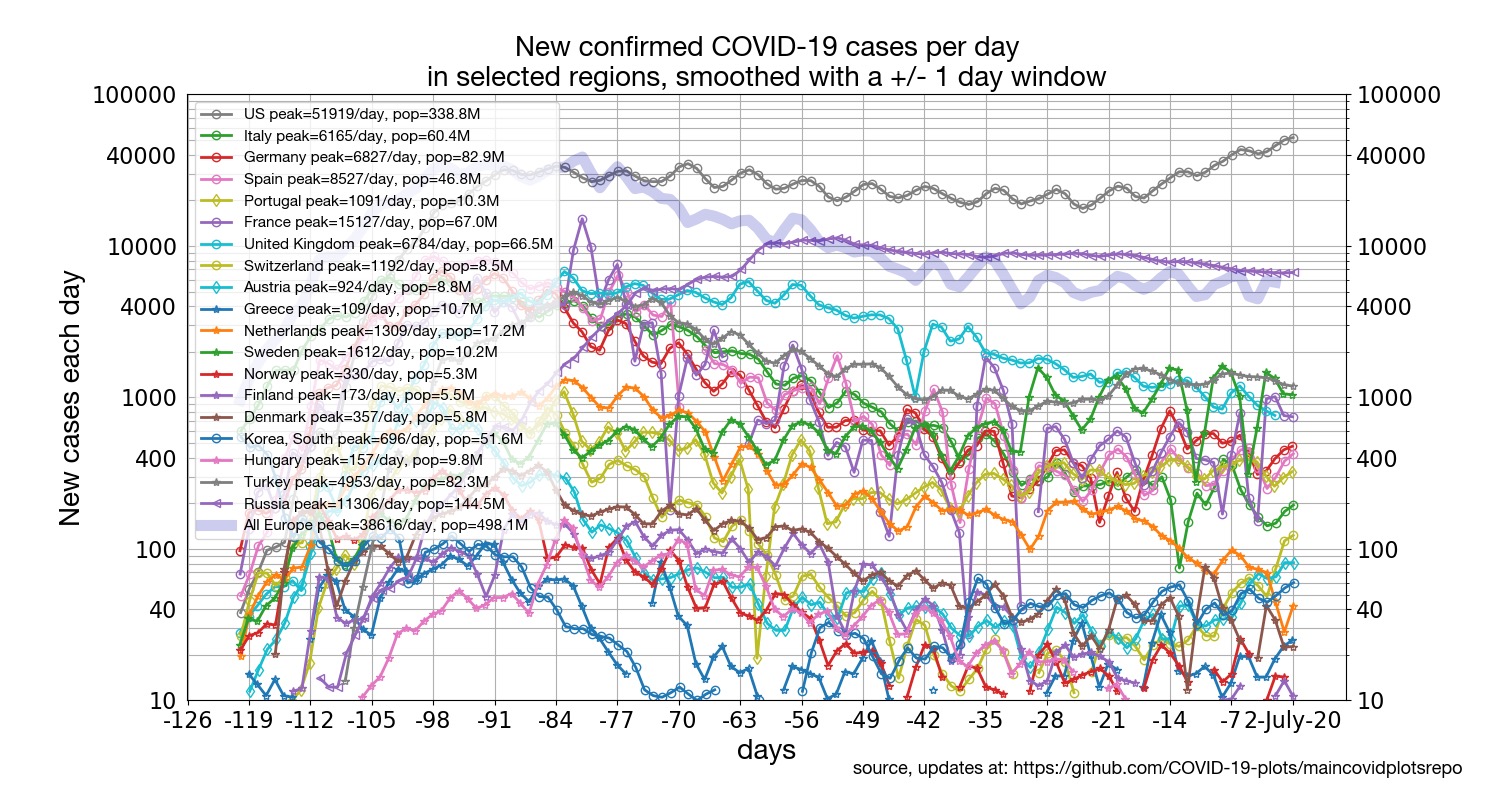 New confirmed COVID-19 cases per day
in selected regions, smoothed with a +/- 1 day window
100000
40000
10000
4000
1000
400
100
40
10
New cases each day
US peak=51919/day, pop=338.8M
Italy peak=6165/day, pop=60.4M
Germany peak=6827/day, pop=82.9M
Spain peak=8527/day, pop=46.8M
Portugal peak=1091/day, pop=10.3M
France peak=15127/day, pop=67.0M
United Kingdom peak=6784/day, pop=66.5M
Switzerland peak=1192/day, pop=8.5M
Austria peak=924/day, pop=8.8M
Greece peak=109/day, pop=10.7M
Netherlands peak=1309/day, pop=17.2M
Sweden peak=1612/day, pop=10.2M
Norway peak=330/day, pop=5.3M
Finland peak=173/day, pop=5.5M
Denmark peak=357/day, pop=5.8M
Korea, South peak=696/day, pop=51.6M
Hungary peak=157/day, pop=9.8M
Turkey peak=4953/day, pop=82.3M
Russia peak=11306/day, pop=144.5M
All Europe peak=38616/day, pop=498.1M
100000
40000
10000
4000
1000
400
100
40
10
-126 -119 -112 -105 -98 -91 -84 -77 -70 -63 -56 -49 -42 -35 -28 -21 -14 -7 2-July-20
days
source, updates at: https://github.com/COVID-19-plots/maincovidplotsrepo